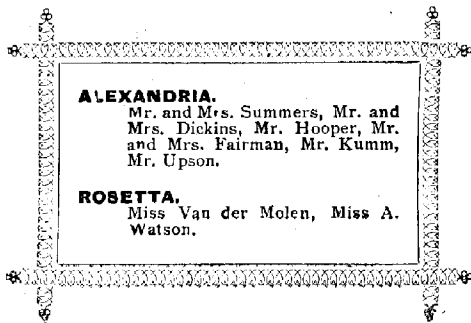 ALEXANDRIA.
Mr. and Mrs. Summers, Mr. and
Mrs. Dickins, Mr. Hooper, Mr.
and Mrs. Fairman, Mr. Kumm,
Mr. Upson.
ROSETTA.
Miss Van der Molen, Miss A.
Watson.